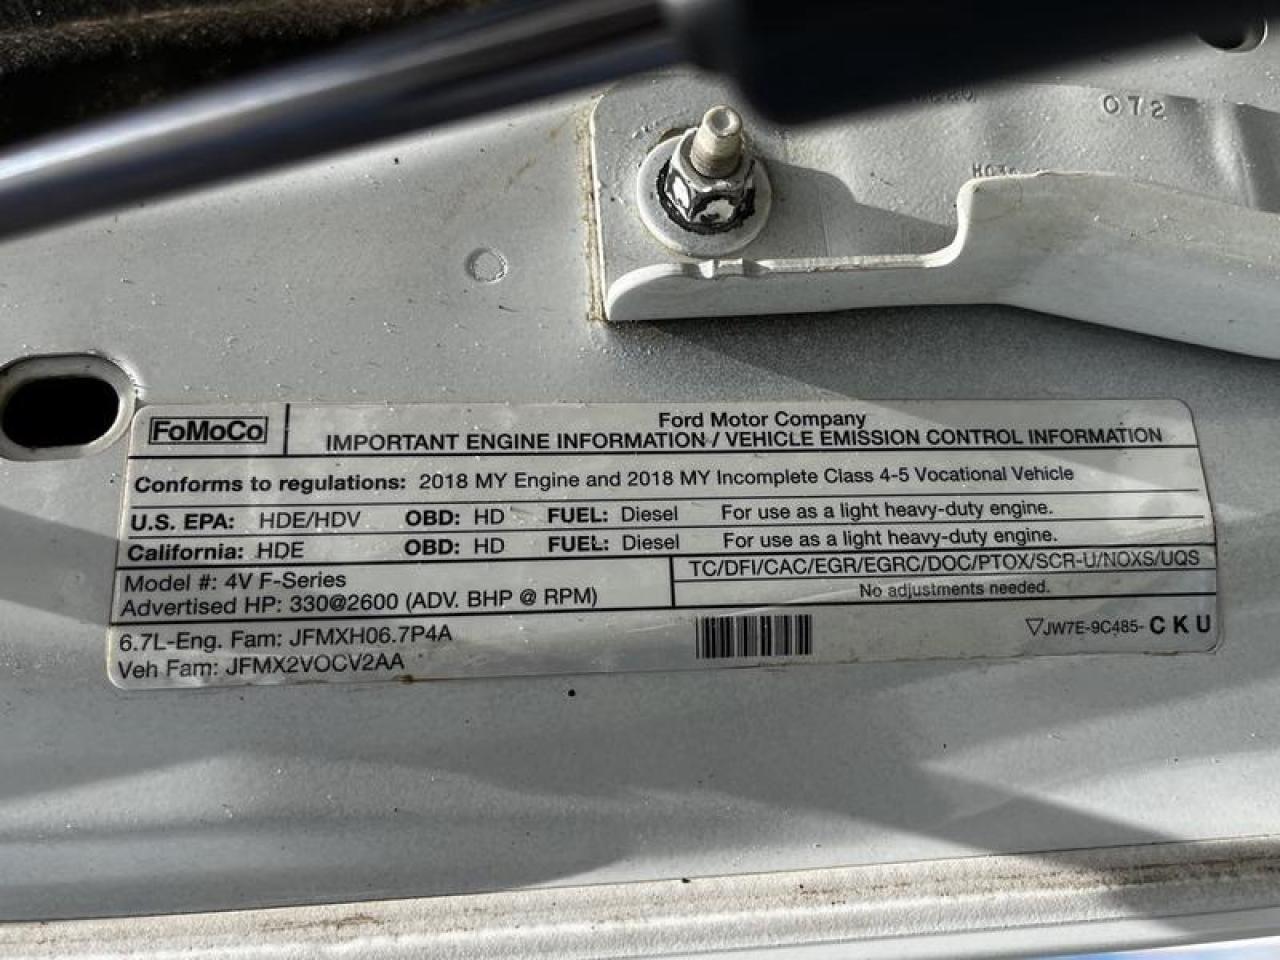 072
FoMoCo
Ford Motor Company
IMPORTANT ENGINE INFORMATION / VEHICLE EMISSION CONTROL INFORMATION
Conforms to regulations: 2018 MY Engine and 2018 MY Incomplete Class 4-5 Vocational Vehicle
U.S. EPA: HDE/HDV OBD: HD FUEL: Diesel For use as a light heavy-duty engine.
California: HDE OBD: HD FUEL: Diesel For use as a light heavy-duty engine.
Model #: 4V F-Series
Advertised HP: 330@2600 (ADV. BHP @ RPM)
TC/DFI/CAC/EGR/EGRC/DOC/PTOX/SCR-U/NOXS/UQS
No adjustments needed.
6.7L-Eng. Fam: JFMXH06.7P4A
Veh Fam: JFMX2VOCV2AA
▽JW7E-9C485- C K U